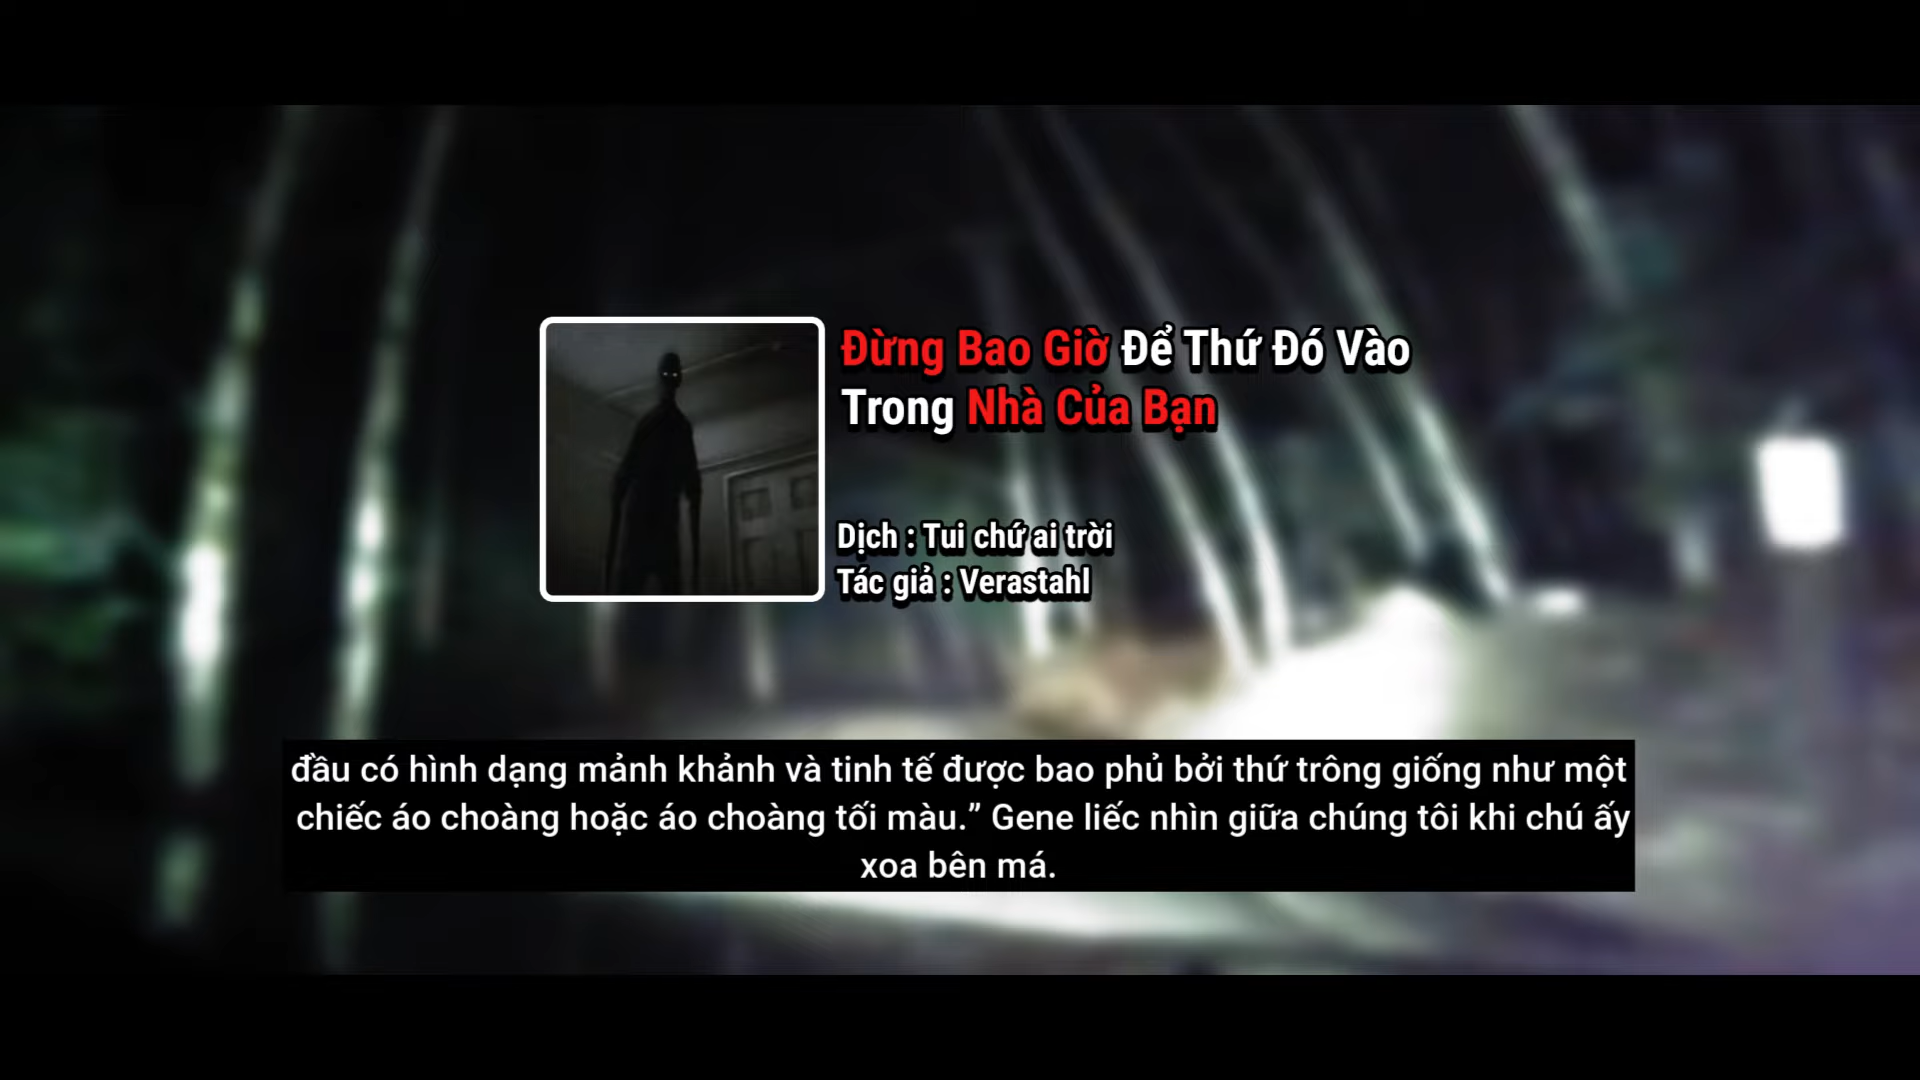 Đừng Bao Giờ Để Thứ Đó Vào
Trong Nhà Của Bạn
Dịch : Tui chứ ai trời
Tác giả : Verastahl
đầu có hình dạng mảnh khảnh và tinh tế được bao phủ bởi thứ trông giống như một
chiếc áo choàng hoặc áo choàng tối màu.” Gene liếc nhìn giữa chúng tôi khi chú ấy
xoa bên má.